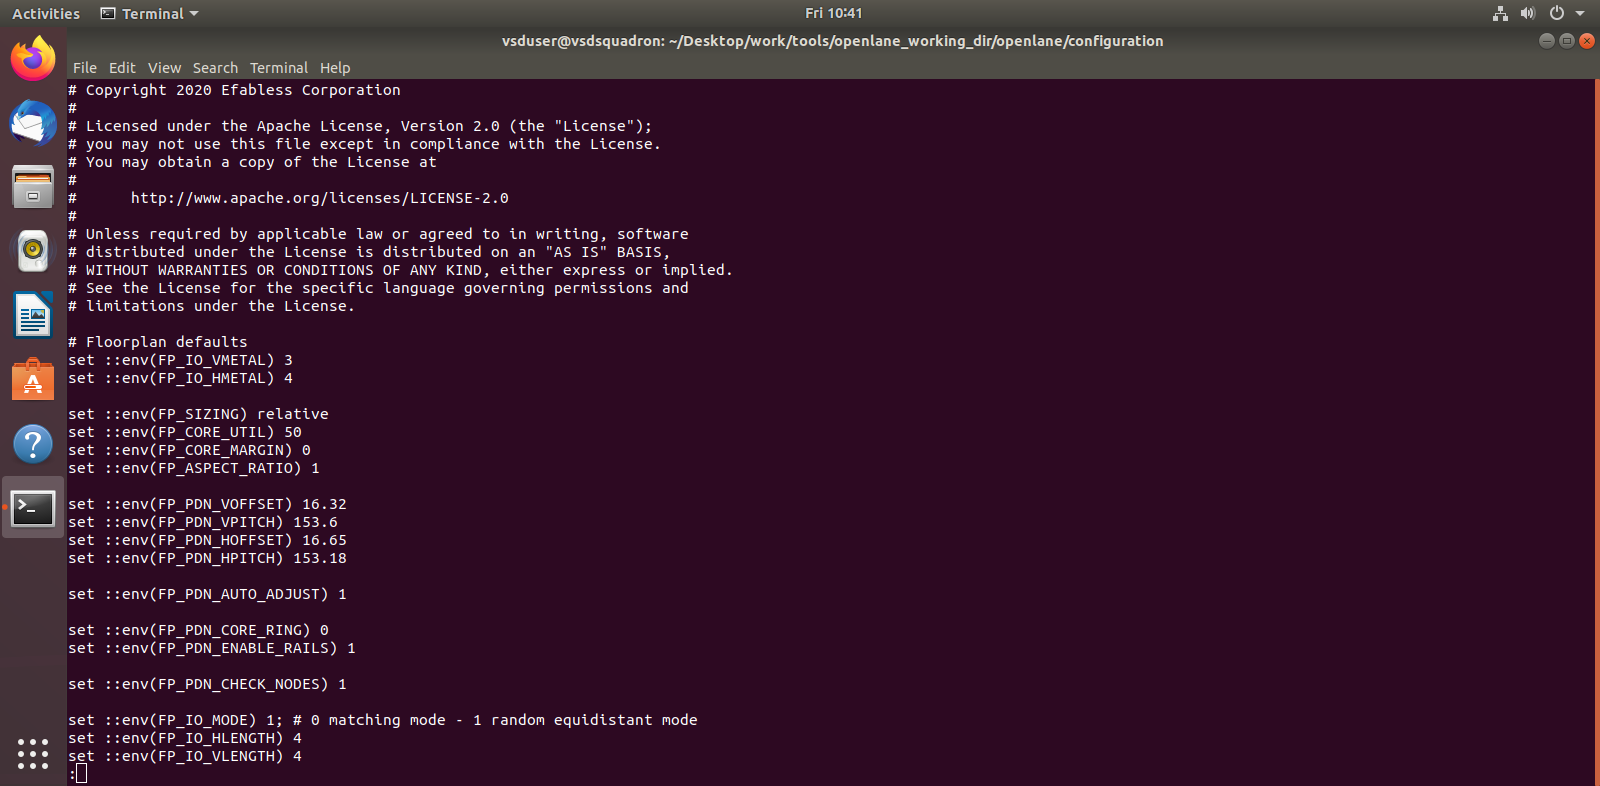 Activities
Terminal
Fri 10:41
vsduser@vsdsquadron: ~/Desktop/work/tools/openlane_working_dir/openlane/configuration
File Edit View Search Terminal Help
# Copyright 2020 Efabless Corporation
#
# Licensed under the Apache License, Version 2.0 (the "License");
# you may not use this file except in compliance with the License.
# You may obtain a copy of the License at
#
#      http://www.apache.org/licenses/LICENSE-2.0
#
# Unless required by applicable law or agreed to in writing, software
# distributed under the License is distributed on an "AS IS" BASIS,
# WITHOUT WARRANTIES OR CONDITIONS OF ANY KIND, either express or implied.
# See the License for the specific language governing permissions and
# limitations under the License.
# Floorplan defaults
set ::env(FP_IO_VMETAL) 3
set ::env(FP_IO_HMETAL) 4
set ::env(FP_SIZING) relative
set ::env(FP_CORE_UTIL) 50
set ::env(FP_CORE_MARGIN) 0
set ::env(FP_ASPECT_RATIO) 1
set ::env(FP_PDN_VOFFSET) 16.32
set ::env(FP_PDN_VPITCH) 153.6
set ::env(FP_PDN_HOFFSET) 16.65
set ::env(FP_PDN_HPITCH) 153.18
set ::env(FP_PDN_AUTO_ADJUST) 1
set ::env(FP_PDN_CORE_RING) 0
set ::env(FP_PDN_ENABLE_RAILS) 1
set ::env(FP_PDN_CHECK_NODES) 1
set ::env(FP_IO_MODE) 1; # 0 matching mode - 1 random equidistant mode
set ::env(FP_IO_HLENGTH) 4
set ::env(FP_IO_VLENGTH) 4
: